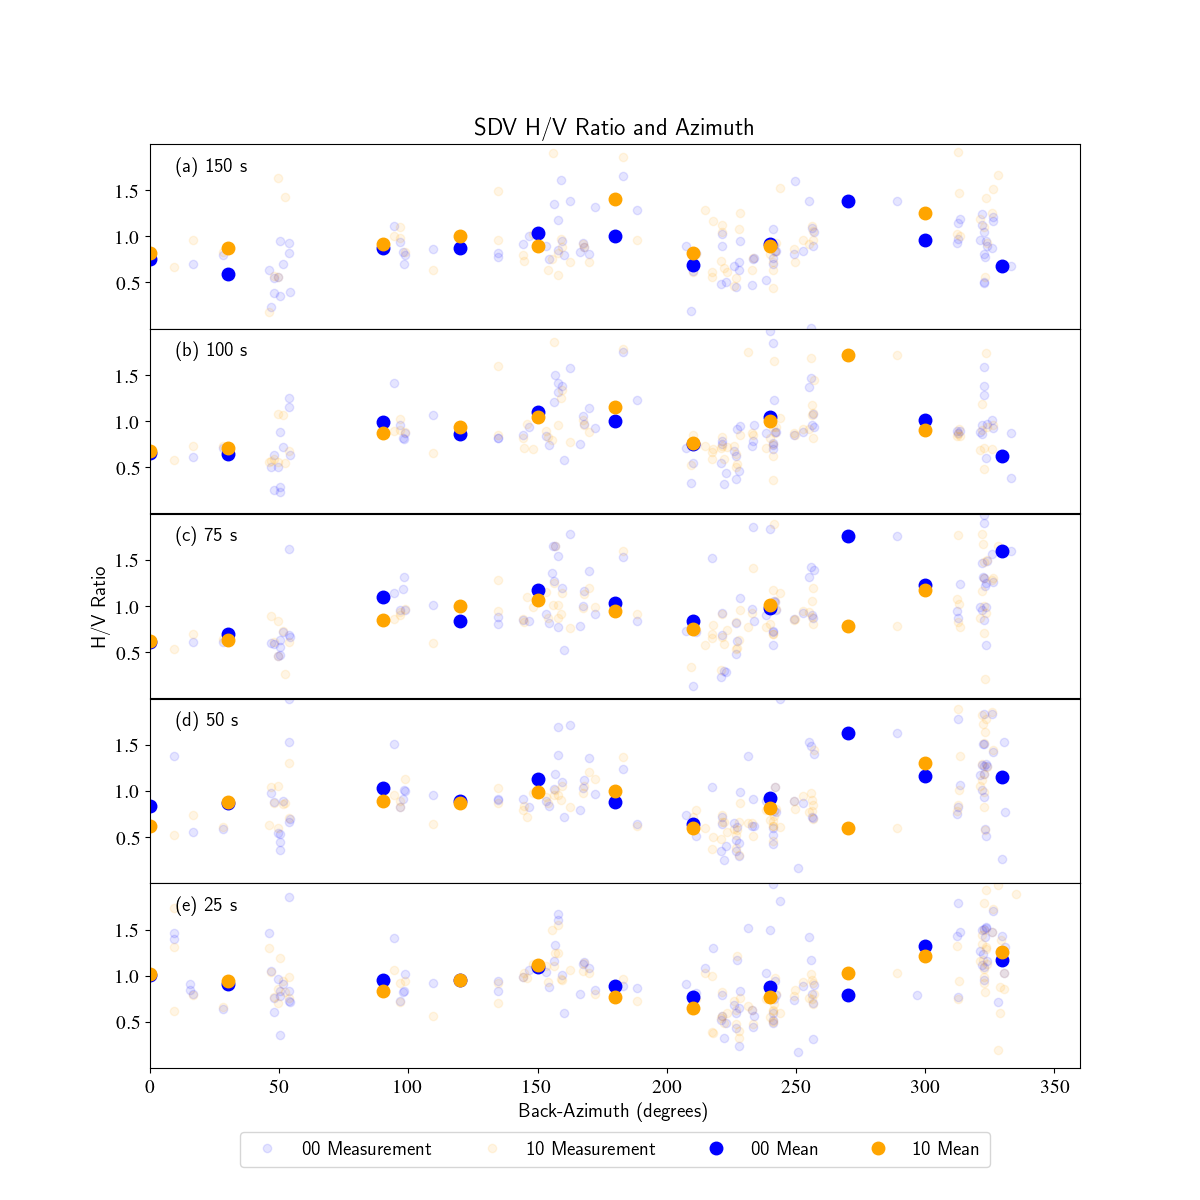 SDV H/V Ratio and Azimuth
(a) 150 s
1.5
1.0
0.5
(b) 100 s
1.5
1.0
0.5
(c) 75 s
1.5
1.0
0.5
H/V Ratio
(d) 50 s
1.5
1.0
0.5
(e) 25 s
1.5
1.0
0.5
0 50 100 150 200 250 300 350
Back-Azimuth (degrees)
00 Measurement 10 Measurement 00 Mean 10 Mean